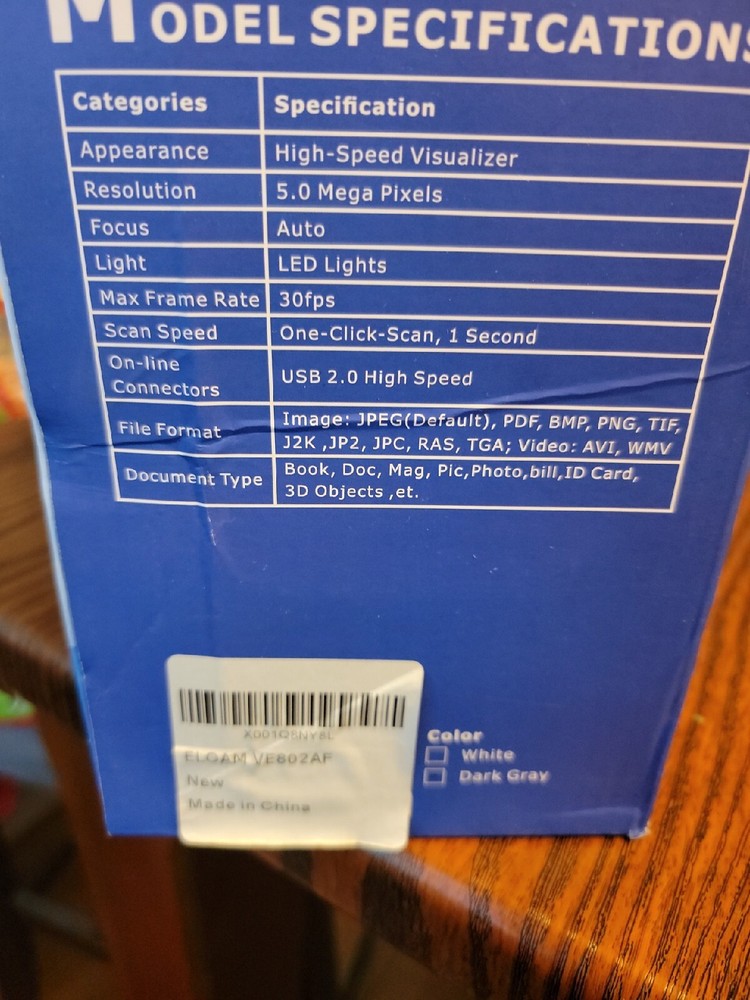 MODEL SPECIFICATIONS
Categories Specification
Appearance High-Speed Visualizer
Resolution 5.0 Mega Pixels
Focus Auto
Light LED Lights
Max Frame Rate 30fps
Scan Speed One-Click-Scan, 1 Second
On-line
Connectors USB 2.0 High Speed
File Format Image: JPEG(Default), PDF, BMP, PNG, TIF,
J2K ,JP2, JPC, RAS, TGA; Video: AVI, WMV
Document Type Book, Doc, Mag, Pic,Photo,bill,ID Card,
3D Objects ,et.
New
Made in China
Color
White
Dark Gray